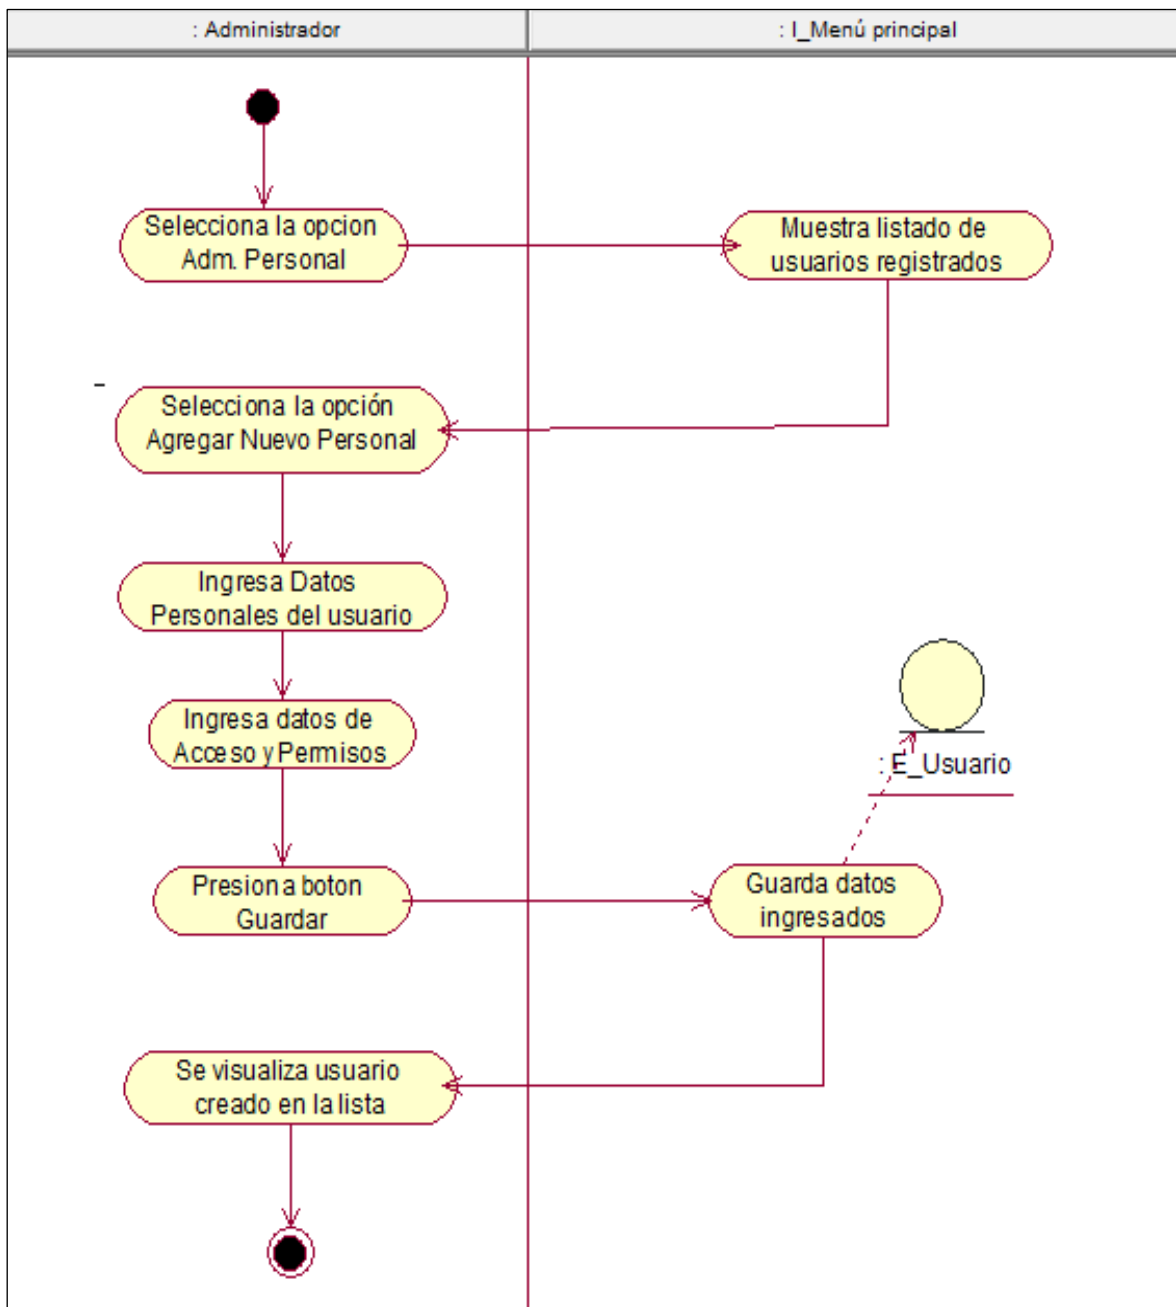 : Administrador
: I_Menú principal
Selecciona la opcion
Adm. Personal
Muestra listado de
usuarios registrados
Selecciona la opción
Agregar Nuevo Personal
Ingresa Datos
Personales del usuario
Ingresa datos de
Acceso y Permisos
: E_Usuario
Presiona boton
Guardar
Guarda datos
ingresados
Se visualiza usuario
creado en la lista